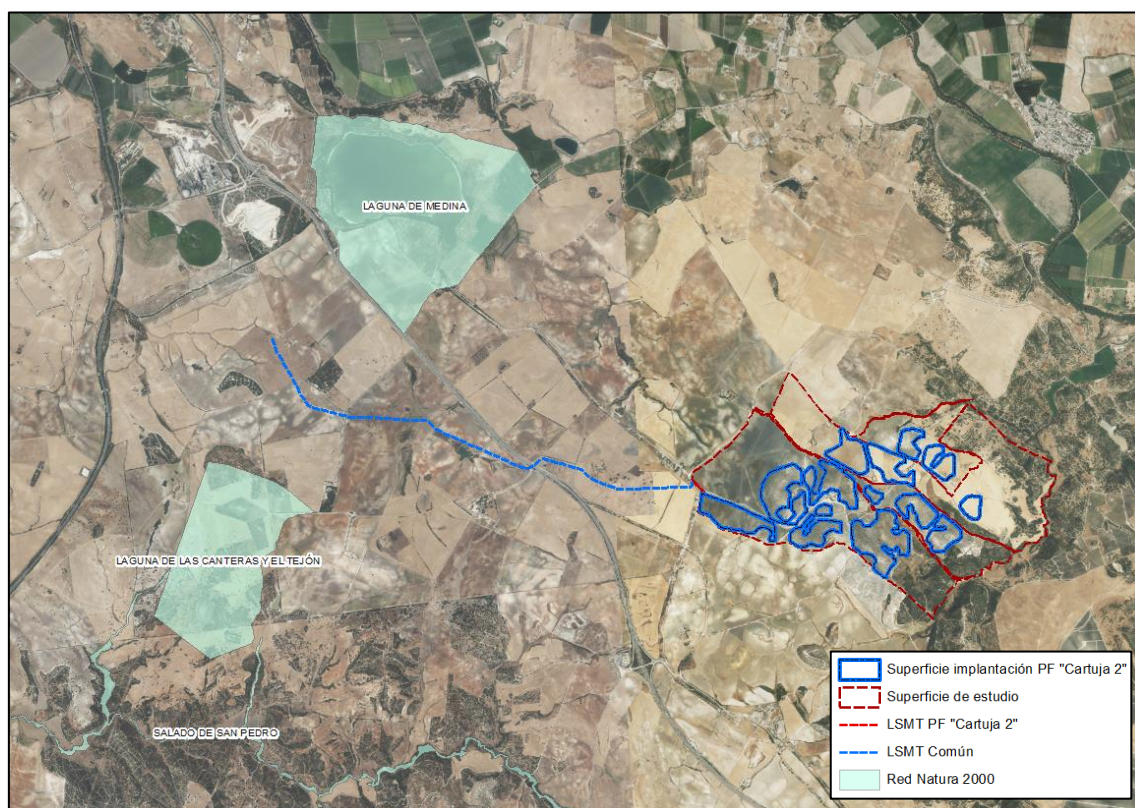 LAGUNA DE MEDINA
LAGUNA DE LAS CANTERAS Y EL TEJÓN
SALADO DE SAN PEDRO
Superficie implantación PF "Cartuja 2"
Superficie de estudio
LSMT PF "Cartuja 2"
LSMT Común
Red Natura 2000